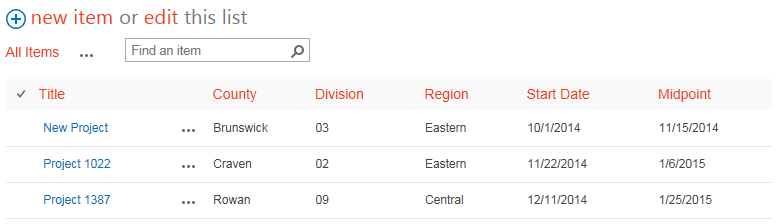 new item or edit this list
All Items ... Find an item
Title County Division Region Start Date Midpoint
New Project ... Brunswick 03 Eastern 10/1/2014 11/15/2014
Project 1022 ... Craven 02 Eastern 11/22/2014 1/6/2015
Project 1387 ... Rowan 09 Central 12/11/2014 1/25/2015